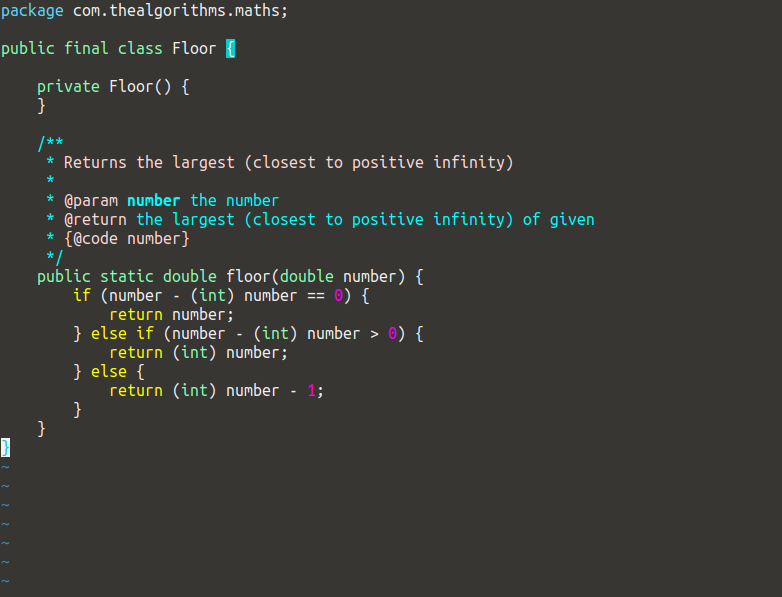 package com.thealgorithms.maths;

public final class Floor {

    private Floor() {
    }

    /**
     * Returns the largest (closest to positive infinity)
     *
     * @param number the number
     * @return the largest (closest to positive infinity) of given
     * {@code number}
     */
    public static double floor(double number) {
        if (number - (int) number == 0) {
            return number;
        } else if (number - (int) number > 0) {
            return (int) number;
        } else {
            return (int) number - 1;
        }
    }
}
~
~
~
~
~
~
~